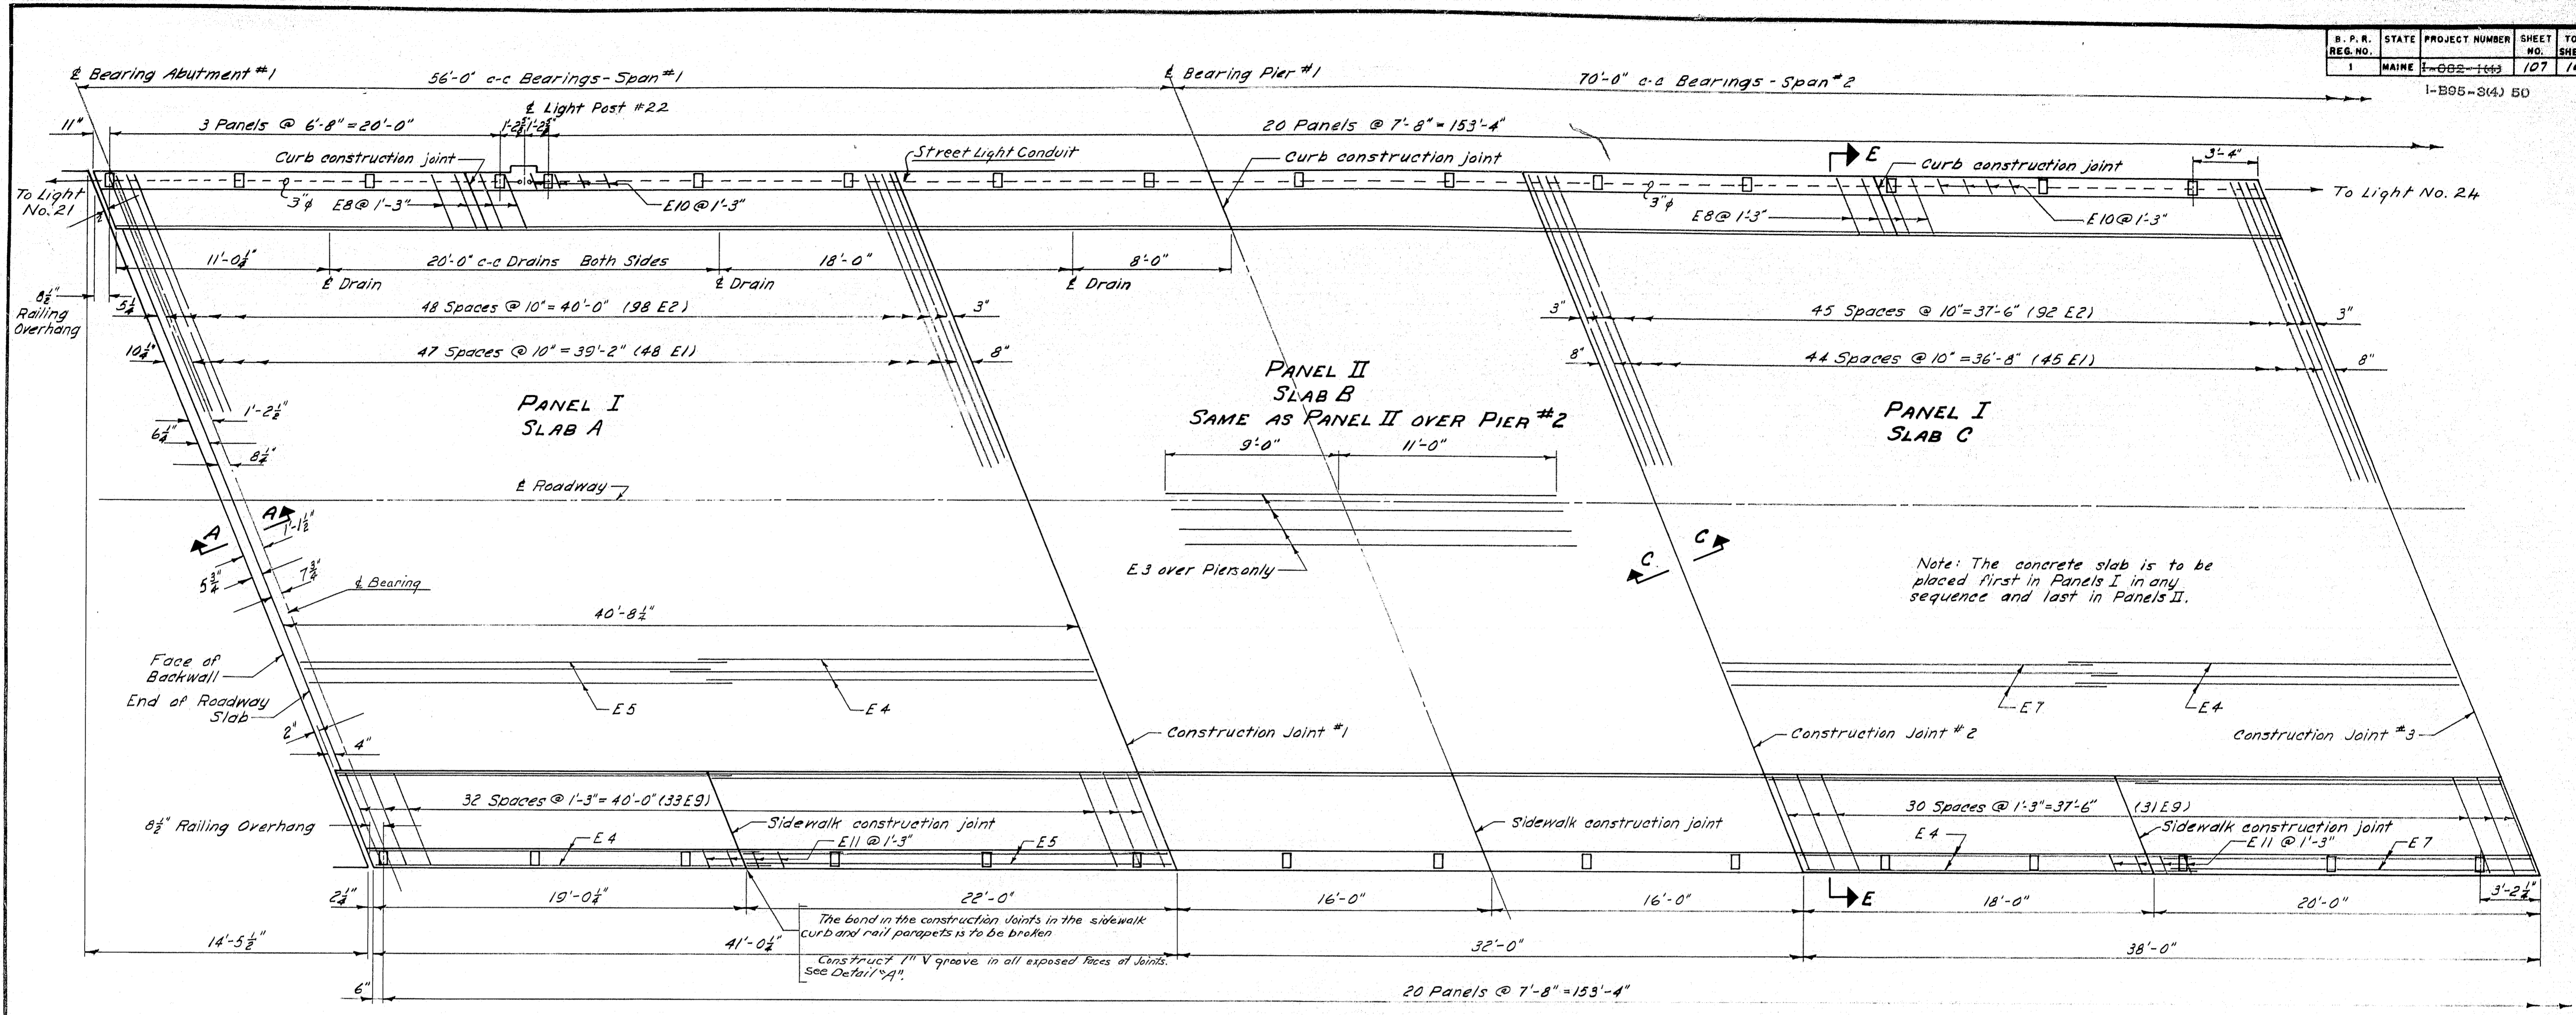 B.P.R. REG. NO.
STATE
PROJECT NUMBER
SHEET NO.
1
MAINE
I-082-1(4)
107
I-B95-3(4) 50
℄ Bearing Abutment #1
56'-0" c-c Bearings-Span #1
℄ Bearing Pier #1
70'-0" c-c Bearings - Span #2
℄ Light Post #22
11"
3 Panels @ 6'-8" = 20'-0"
20 Panels @ 7'-8" = 153'-4"
Curb construction joint
Street Light Conduit
Curb construction joint
E
Curb construction joint
3'-4"
To Light No. 21
2"
3"φ
E8 @ 1'-3"
E10 @ 1'-3"
3"φ
E8 @ 1'-3"
E10 @ 1'-3"
To Light No. 24
11'-0¼"
20'-0" c-c Drains Both Sides
18'-0"
8'-0"
℄ Drain
℄ Drain
℄ Drain
8½" Railing Overhang
5¼
48 Spaces @ 10" = 40'-0" (98 E2)
3"
3"
45 Spaces @ 10" = 37'-6" (92 E2)
3"
10¼"
47 Spaces @ 10" = 39'-2" (48 E1)
8"
8"
44 Spaces @ 10" = 36'-8" (45 E1)
8"
PANEL I
SLAB A
PANEL II
SLAB B
SAME AS PANEL II OVER PIER #2
PANEL I
SLAB C
1'-2½"
6¼"
8¼"
9'-0"
11'-0"
℄ Roadway
A
A
1'-1½"
5¾"
7¾"
℄ Bearing
E3 over Piers only
C
C
Note: The concrete slab is to be
placed first in Panels I in any
sequence and last in Panels II.
40'-8¼"
Face of
Backwall
End of Roadway
Slab
E5
E4
E7
E4
2"
4"
Construction Joint #1
Construction Joint #2
Construction Joint #3
32 Spaces @ 1'-3" = 40'-0" (33 E9)
30 Spaces @ 1'-3" = 37'-6" (31 E9)
8½" Railing Overhang
Sidewalk construction joint
Sidewalk construction joint
Sidewalk construction joint
E4
E11 @ 1'-3"
E5
E4
E11 @ 1'-3"
E7
2¼"
19'-0¼"
22'-0"
16'-0"
16'-0"
E
18'-0"
20'-0"
3'-2¼"
The bond in the construction joints in the sidewalk
curb and rail parapets is to be broken
Construct 1" V groove in all exposed faces at joints.
See Detail "A".
14'-5½"
41'-0¼"
32'-0"
38'-0"
6"
20 Panels @ 7'-8" = 153'-4"